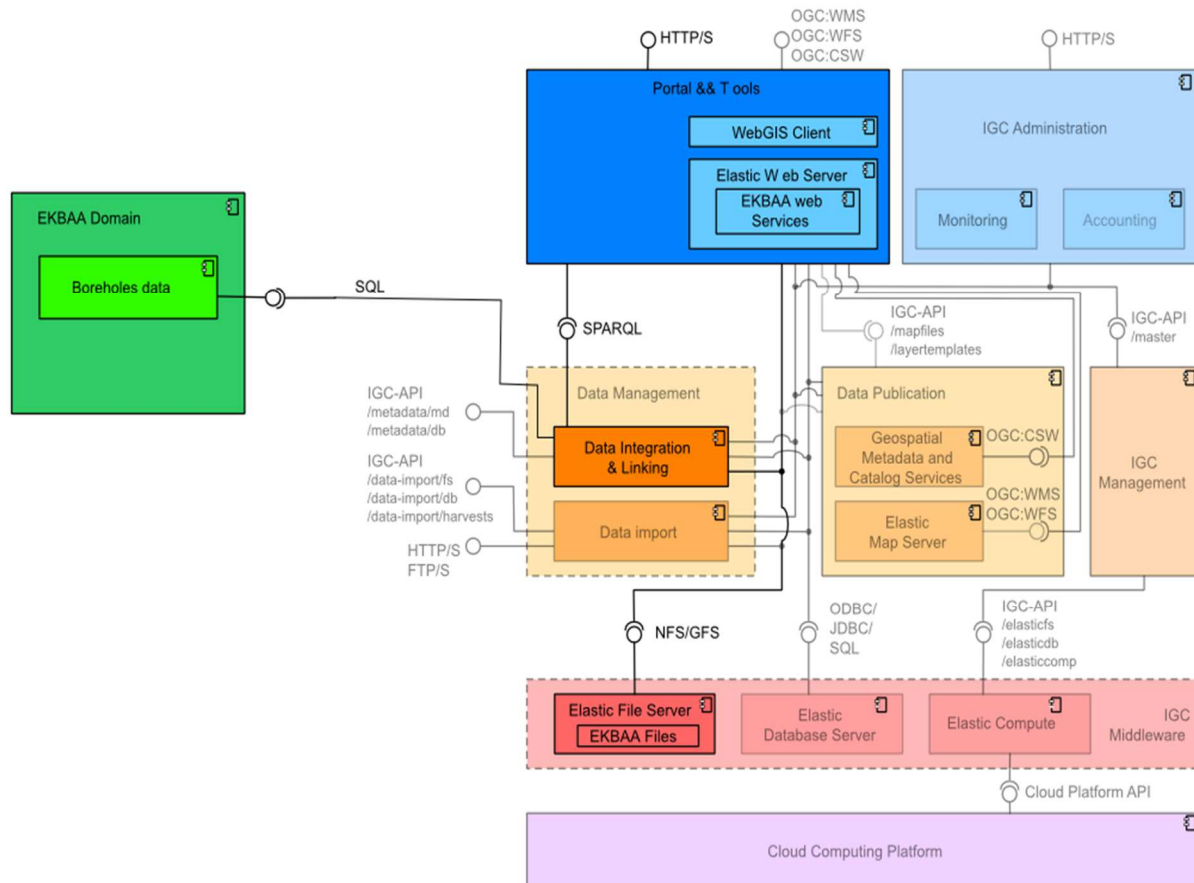 HTTP/S
OGC:WMS
OGC:WFS
OGC:CSW
HTTP/S
Portal && T ools
WebGIS Client
Elastic W eb Server
EKBAA web
Services
IGC Administration
Monitoring
Accounting
EKBAA Domain
Boreholes data
SQL
SPARQL
IGC-API
/mapfiles
/layertemplates
IGC-API
/master
Data Management
IGC-API
/metadata/md
/metadata/db
Data Integration
& Linking
IGC-API
/data-import/fs
/data-import/db
/data-import/harvests
Data import
HTTP/S
FTP/S
Data Publication
Geospatial
Metadata and
Catalog Services
OGC:CSW
OGC:WMS
OGC:WFS
Elastic
Map Server
IGC
Management
NFS/GFS
ODBC/
JDBC/
SQL
IGC-API
/elasticfs
/elasticdb
/elasticcomp
Elastic File Server
EKBAA Files
Elastic
Database Server
Elastic Compute
IGC
Middleware
Cloud Platform API
Cloud Computing Platform